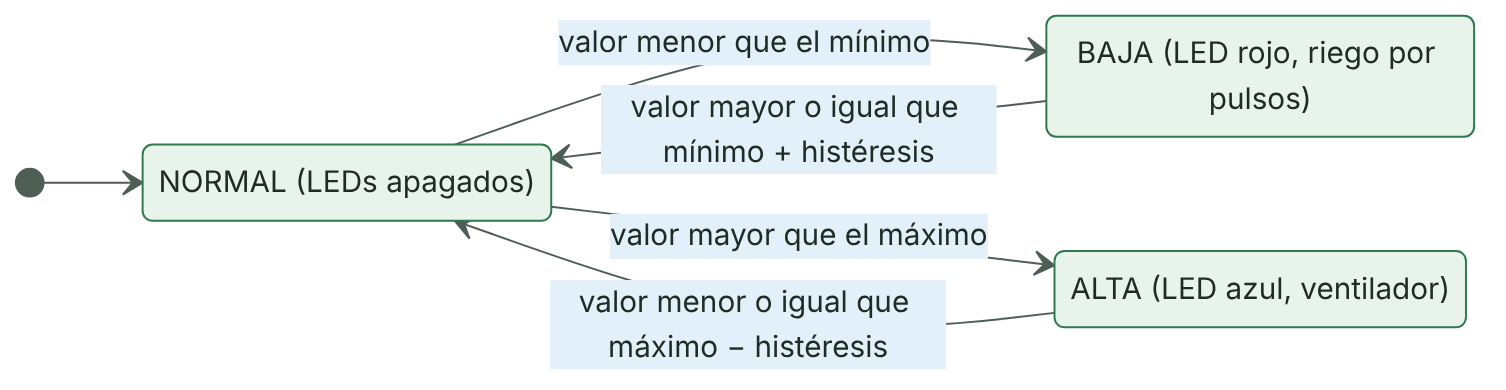 valor menor que el mínimo
BAJA (LED rojo, riego por
pulsos)
valor mayor o igual que
mínimo + histéresis
NORMAL (LEDs apagados)
valor mayor que el máximo
ALTA (LED azul, ventilador)
valor menor o igual que
máximo − histéresis